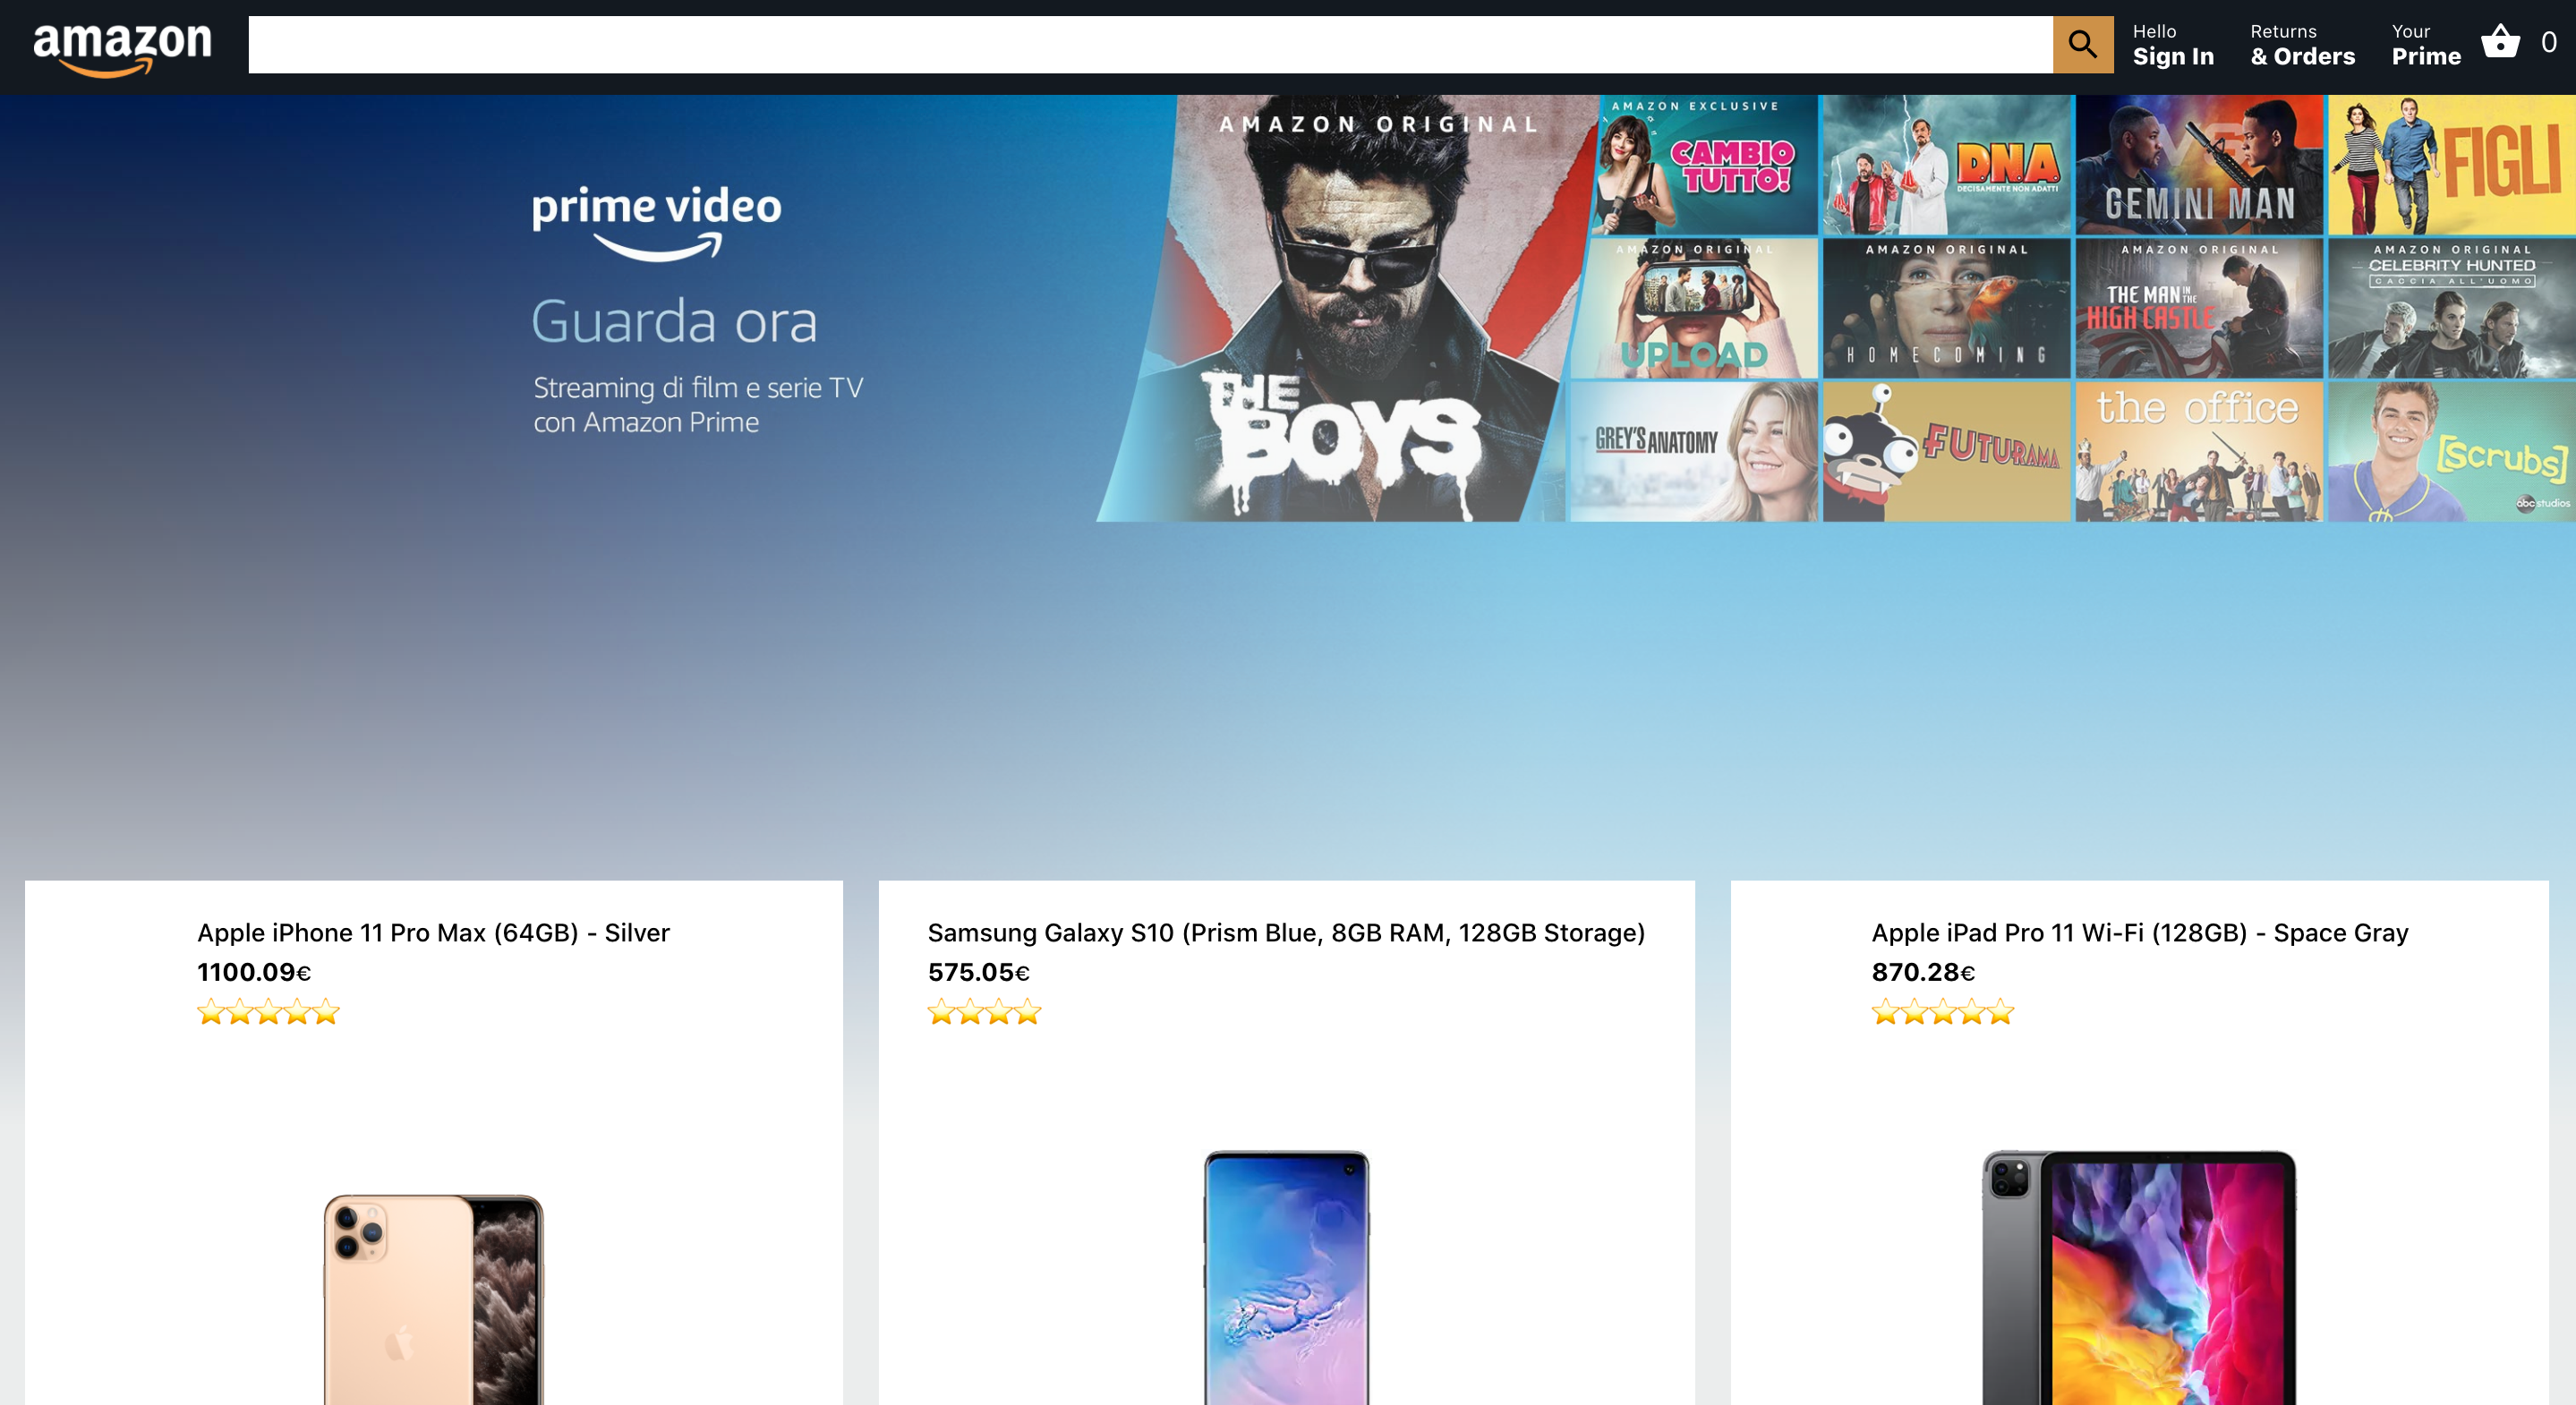 amazon
Hello
Sign In
Returns
& Orders
Your
Prime
0
prime video
Guarda ora
Streaming di film e serie TV
con Amazon Prime
AMAZON ORIGINAL
THE
BOYS
AMAZON EXCLUSIVE
CAMBIO
TUTTO!
DNA
DECISAMENTE NON ADATTI
GEMINI MAN
FIGLI
AMAZON ORIGINAL
UPLOAD
AMAZON ORIGINAL
HOMECOMING
AMAZON ORIGINAL
THE MAN IN THE
HIGH CASTLE
AMAZON ORIGINAL
CELEBRITY HUNTED
CACCIA ALL'UOMO
GREY'S ANATOMY
FUTURAMA
the office
[scrubs]
abc studios
Apple iPhone 11 Pro Max (64GB) - Silver
1100.09€
Samsung Galaxy S10 (Prism Blue, 8GB RAM, 128GB Storage)
575.05€
Apple iPad Pro 11 Wi-Fi (128GB) - Space Gray
870.28€